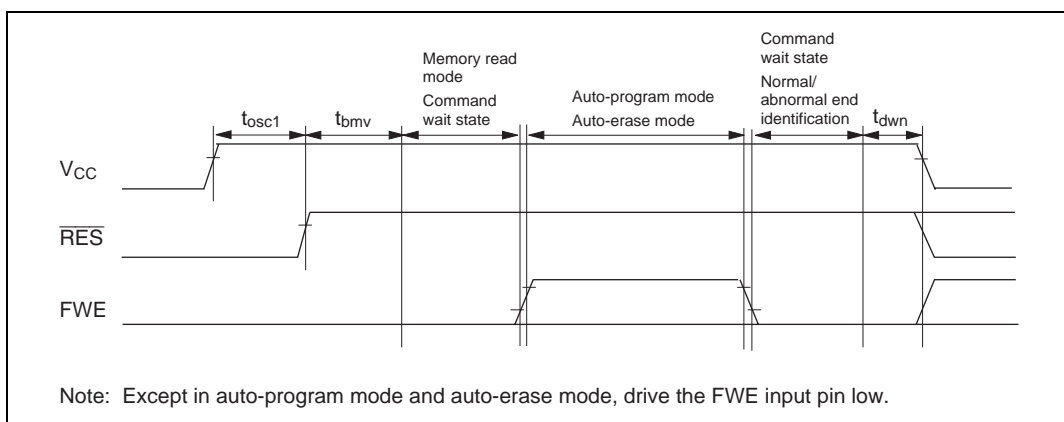 Memory read
mode
Command
wait state
Auto-program mode
Auto-erase mode
Command
wait state
Normal/
abnormal end
identification
tosc1
tbmv
tdwn
VCC
RES
FWE
Note: Except in auto-program mode and auto-erase mode, drive the FWE input pin low.